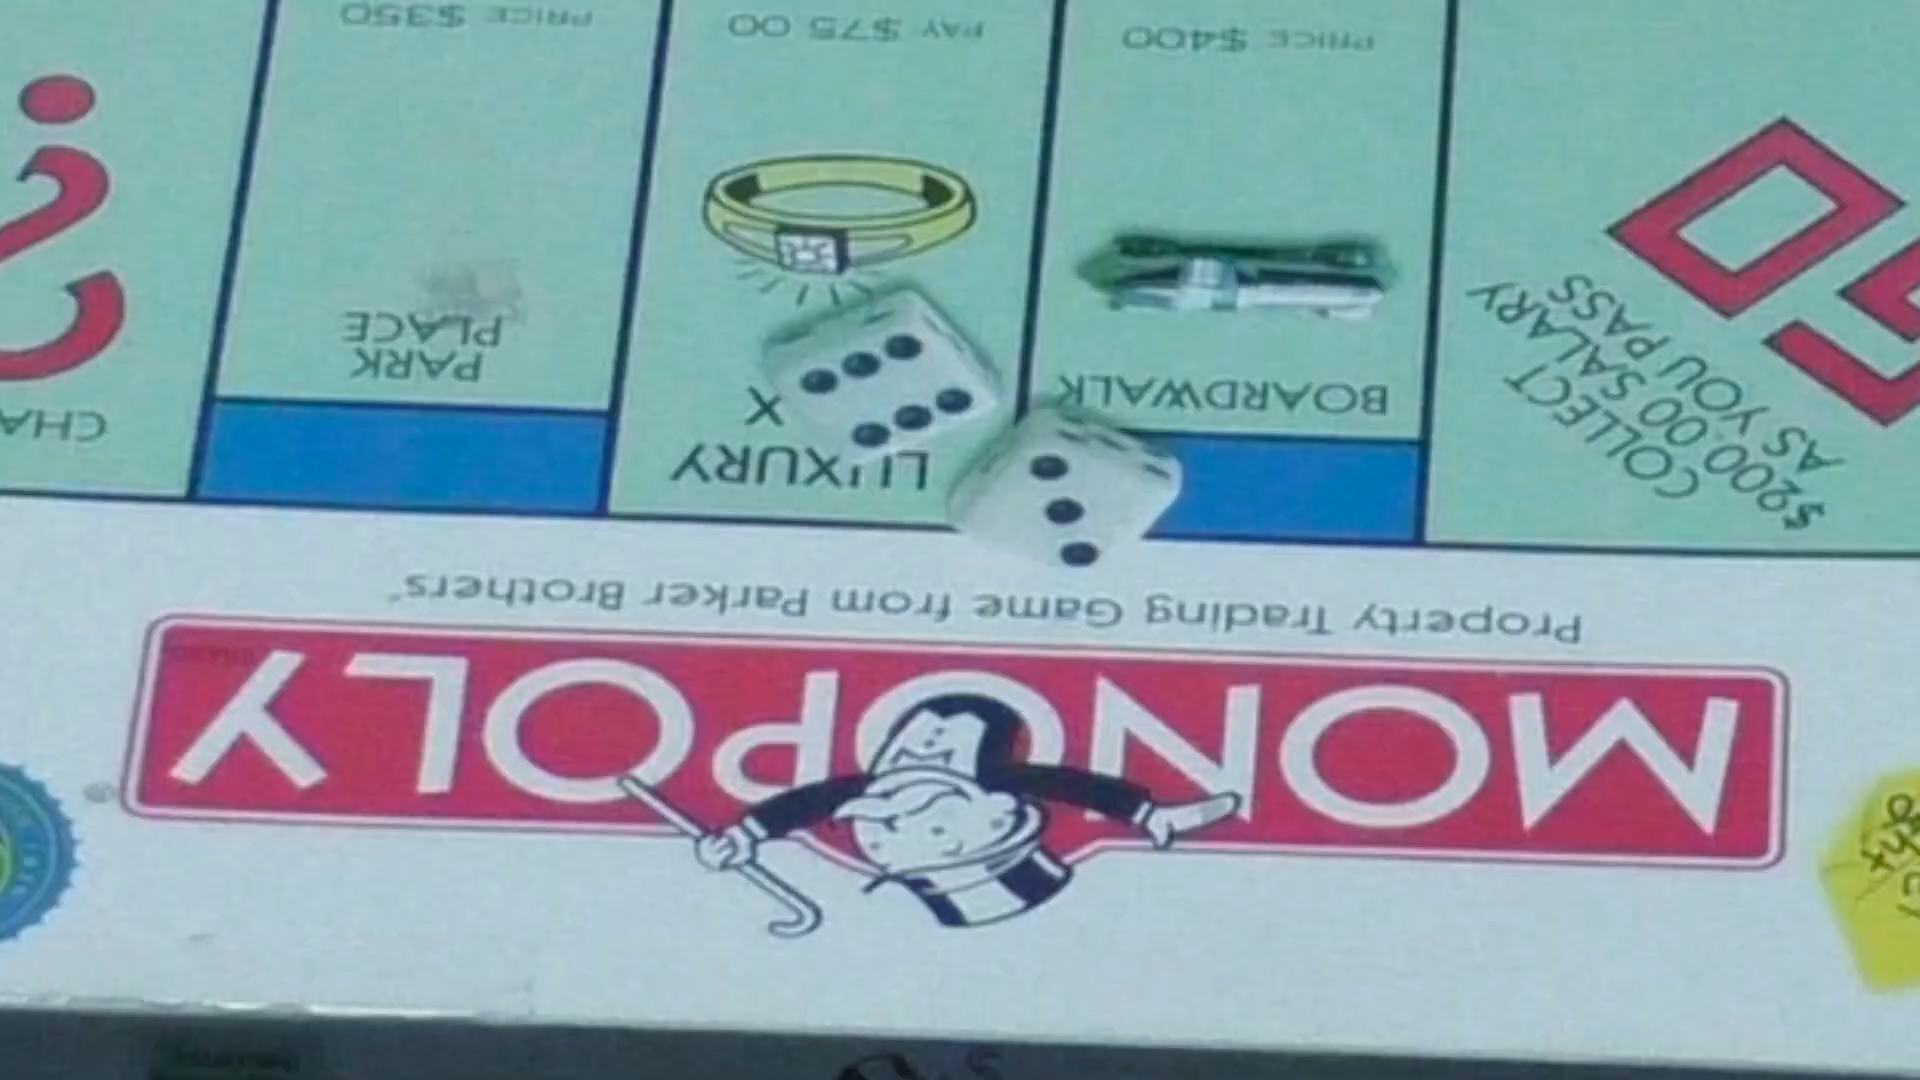 MONOPOLY
Property Trading Game from Parker Brothers
COLLECT
$200.00 SALARY
AS YOU PASS
GO
BOARDWALK
PRICE $400
LUXURY
X
PAY $75.00
PARK
PLACE
PRICE $350
CHA
?